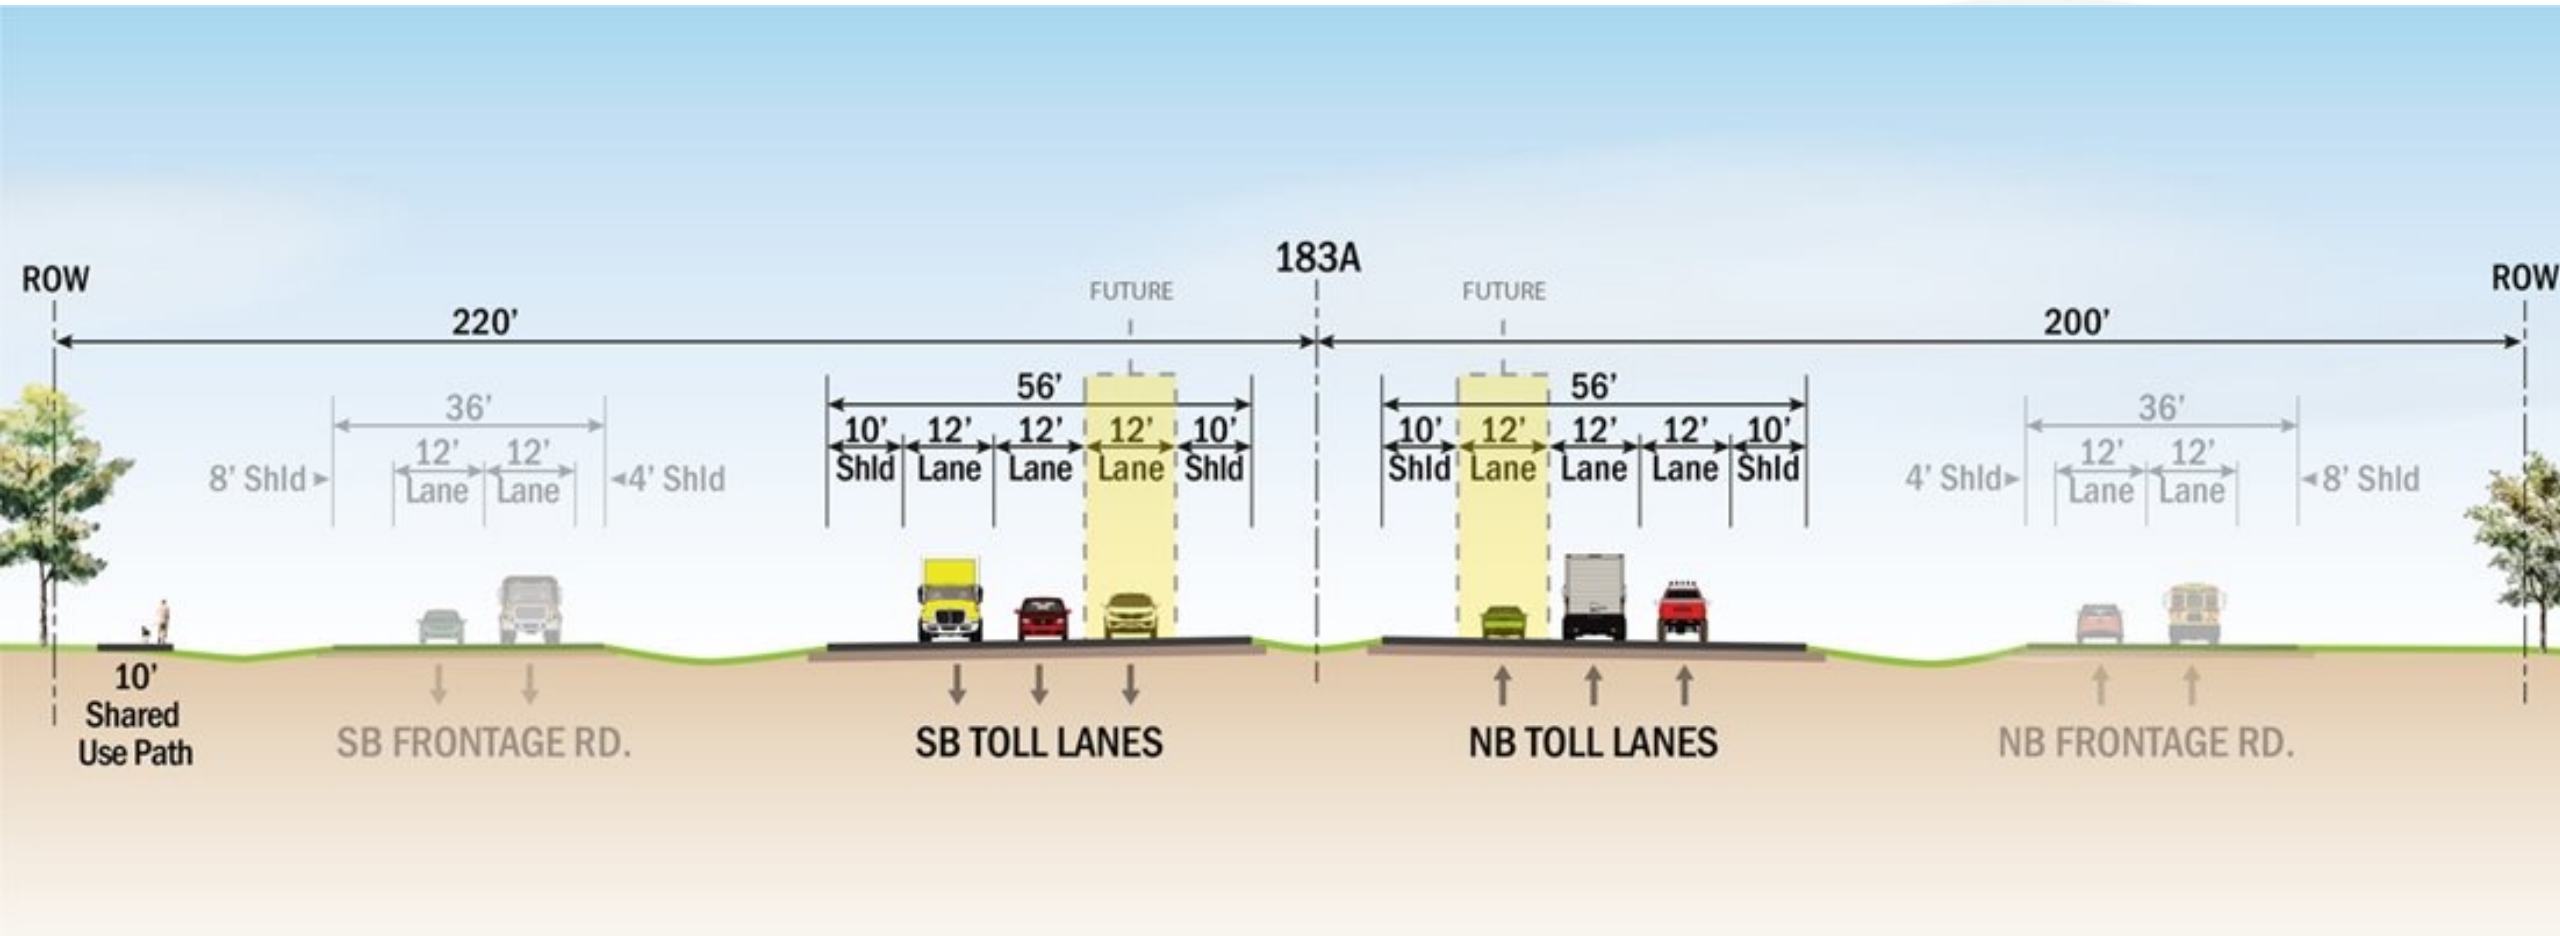 183A
ROW
ROW
FUTURE
FUTURE
220’
200’
56’
56’
36’
36’
10’ 12’ 12’ 12’ 10’
Shld Lane Lane Lane Shld
10’ 12’ 12’ 12’ 10’
Shld Lane Lane Lane Shld
12’ 12’
8’ Shld Lane Lane 4’ Shld
12’ 12’
4’ Shld Lane Lane 8’ Shld
10’
Shared
Use Path
SB FRONTAGE RD.
SB TOLL LANES
NB TOLL LANES
NB FRONTAGE RD.